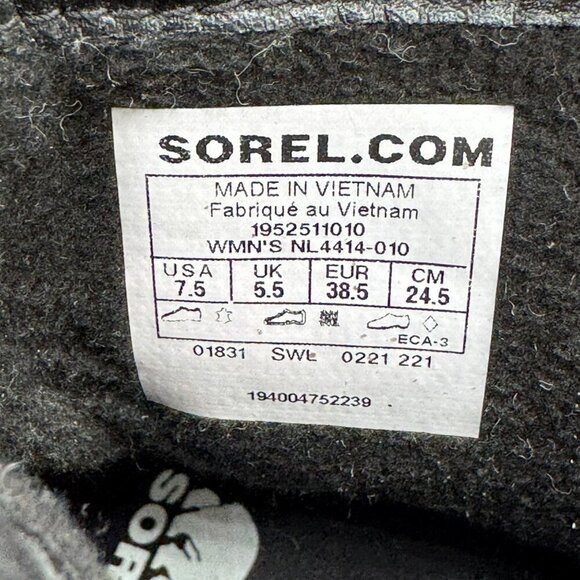 SOREL.COM
MADE IN VIETNAM
Fabriqué au Vietnam
1952511010
WMN'S NL4414-010
USA UK EUR CM
7.5 5.5 38.5 24.5
ECA-3
01831 SWL 0221 221
194004752239
SOR